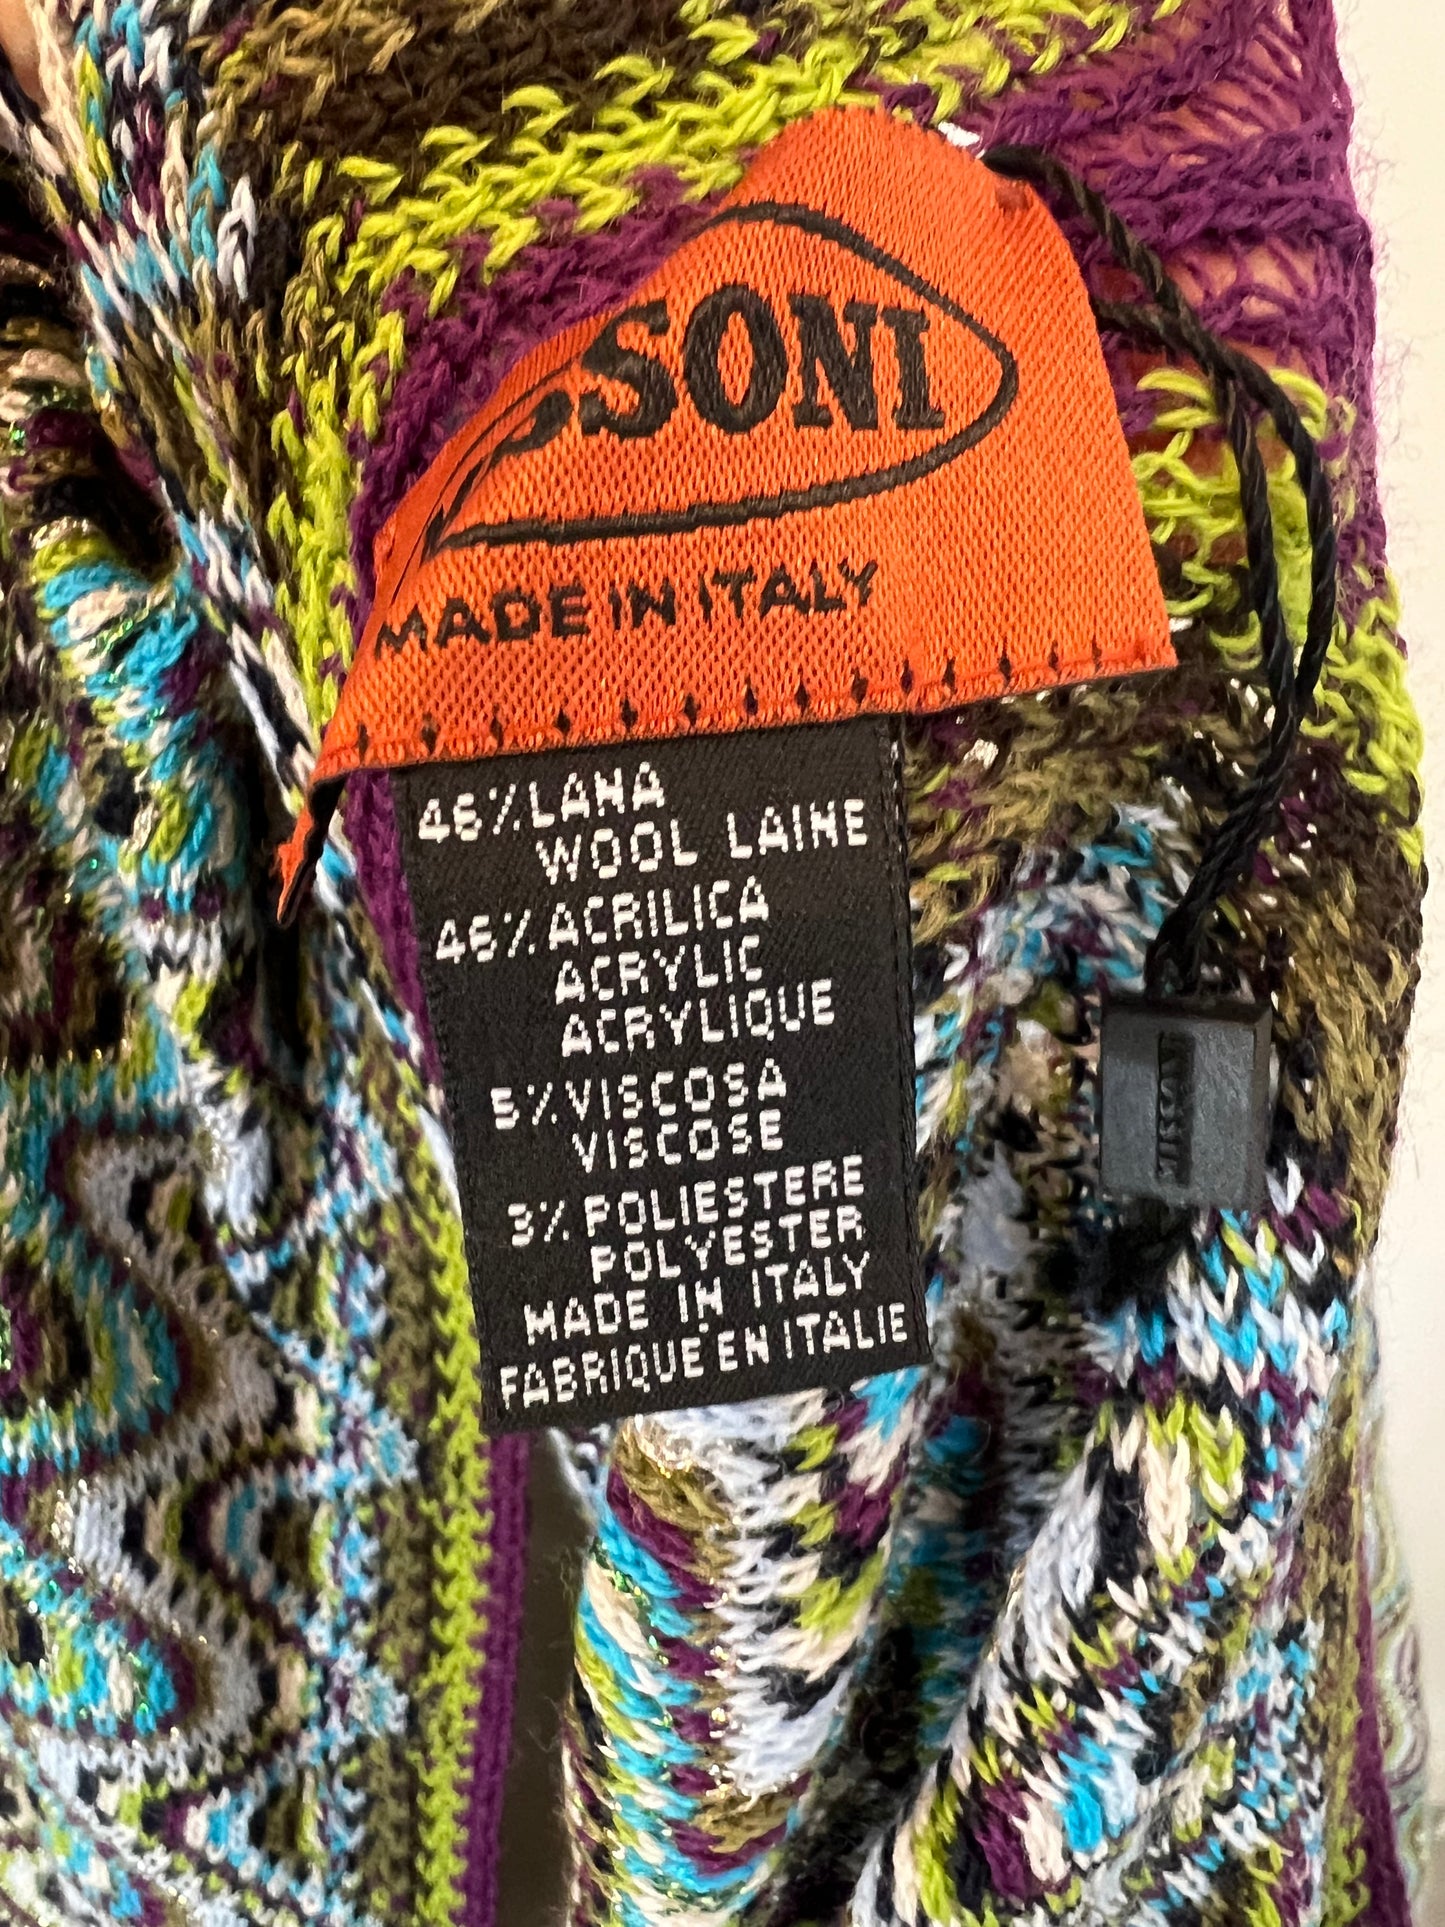 SSONI
MADE IN ITALY
46% LANA
WOOL LAINE
46% ACRILICA
ACRYLIC
ACRYLIQUE
5% VISCOSA
VISCOSE
3% POLIESTERE
POLYESTER
MADE IN ITALY
FABRIQUE EN ITALIE
MISSONI